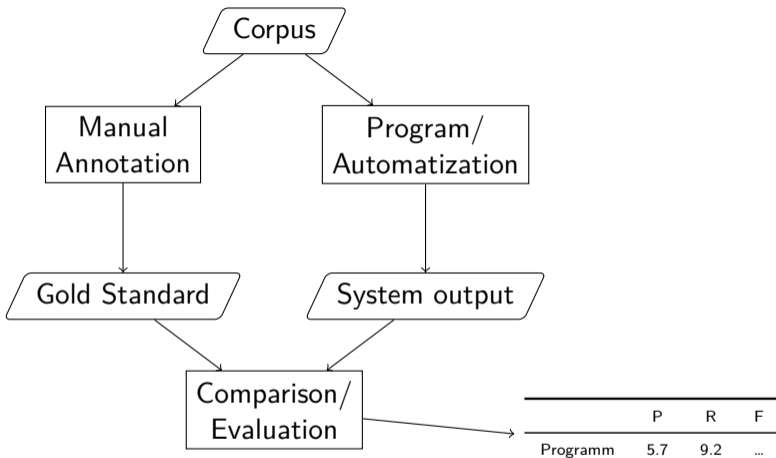 Corpus
Manual
Annotation
Program/
Automatization
Gold Standard
System output
Comparison/
Evaluation
P R F
Programm 5.7 9.2 ...